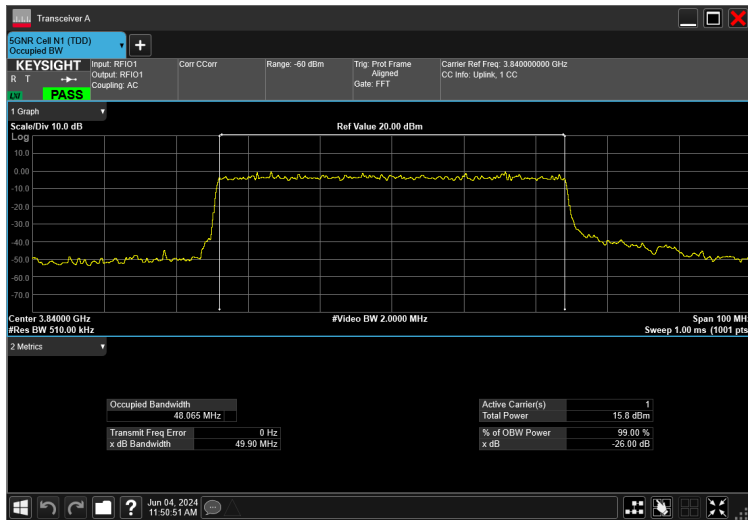 Transceiver A
5GNR Cell N1 (TDD)
Occupied BW
KEYSIGHT
R T
LXI
PASS
Input: RFIO1
Output: RFIO1
Coupling: AC
Corr CCorr
Range: -60 dBm
Trig: Prot Frame
Aligned
Gate: FFT
Carrier Ref Freq: 3.840000000 GHz
CC Info: Uplink, 1 CC
1 Graph
Scale/Div 10.0 dB
Ref Value 20.00 dBm
Log
10.0
0.00
-10.0
-20.0
-30.0
-40.0
-50.0
-60.0
-70.0
Center 3.84000 GHz
#Video BW 2.0000 MHz
Span 100 MH
#Res BW 510.00 kHz
Sweep 1.00 ms (1001 pts
2 Metrics
Occupied Bandwidth
48.065 MHz
Transmit Freq Error 0 Hz
x dB Bandwidth 49.90 MHz
Active Carrier(s) 1
Total Power 15.8 dBm
% of OBW Power 99.00 %
x dB -26.00 dB
Jun 04, 2024
11:50:51 AM